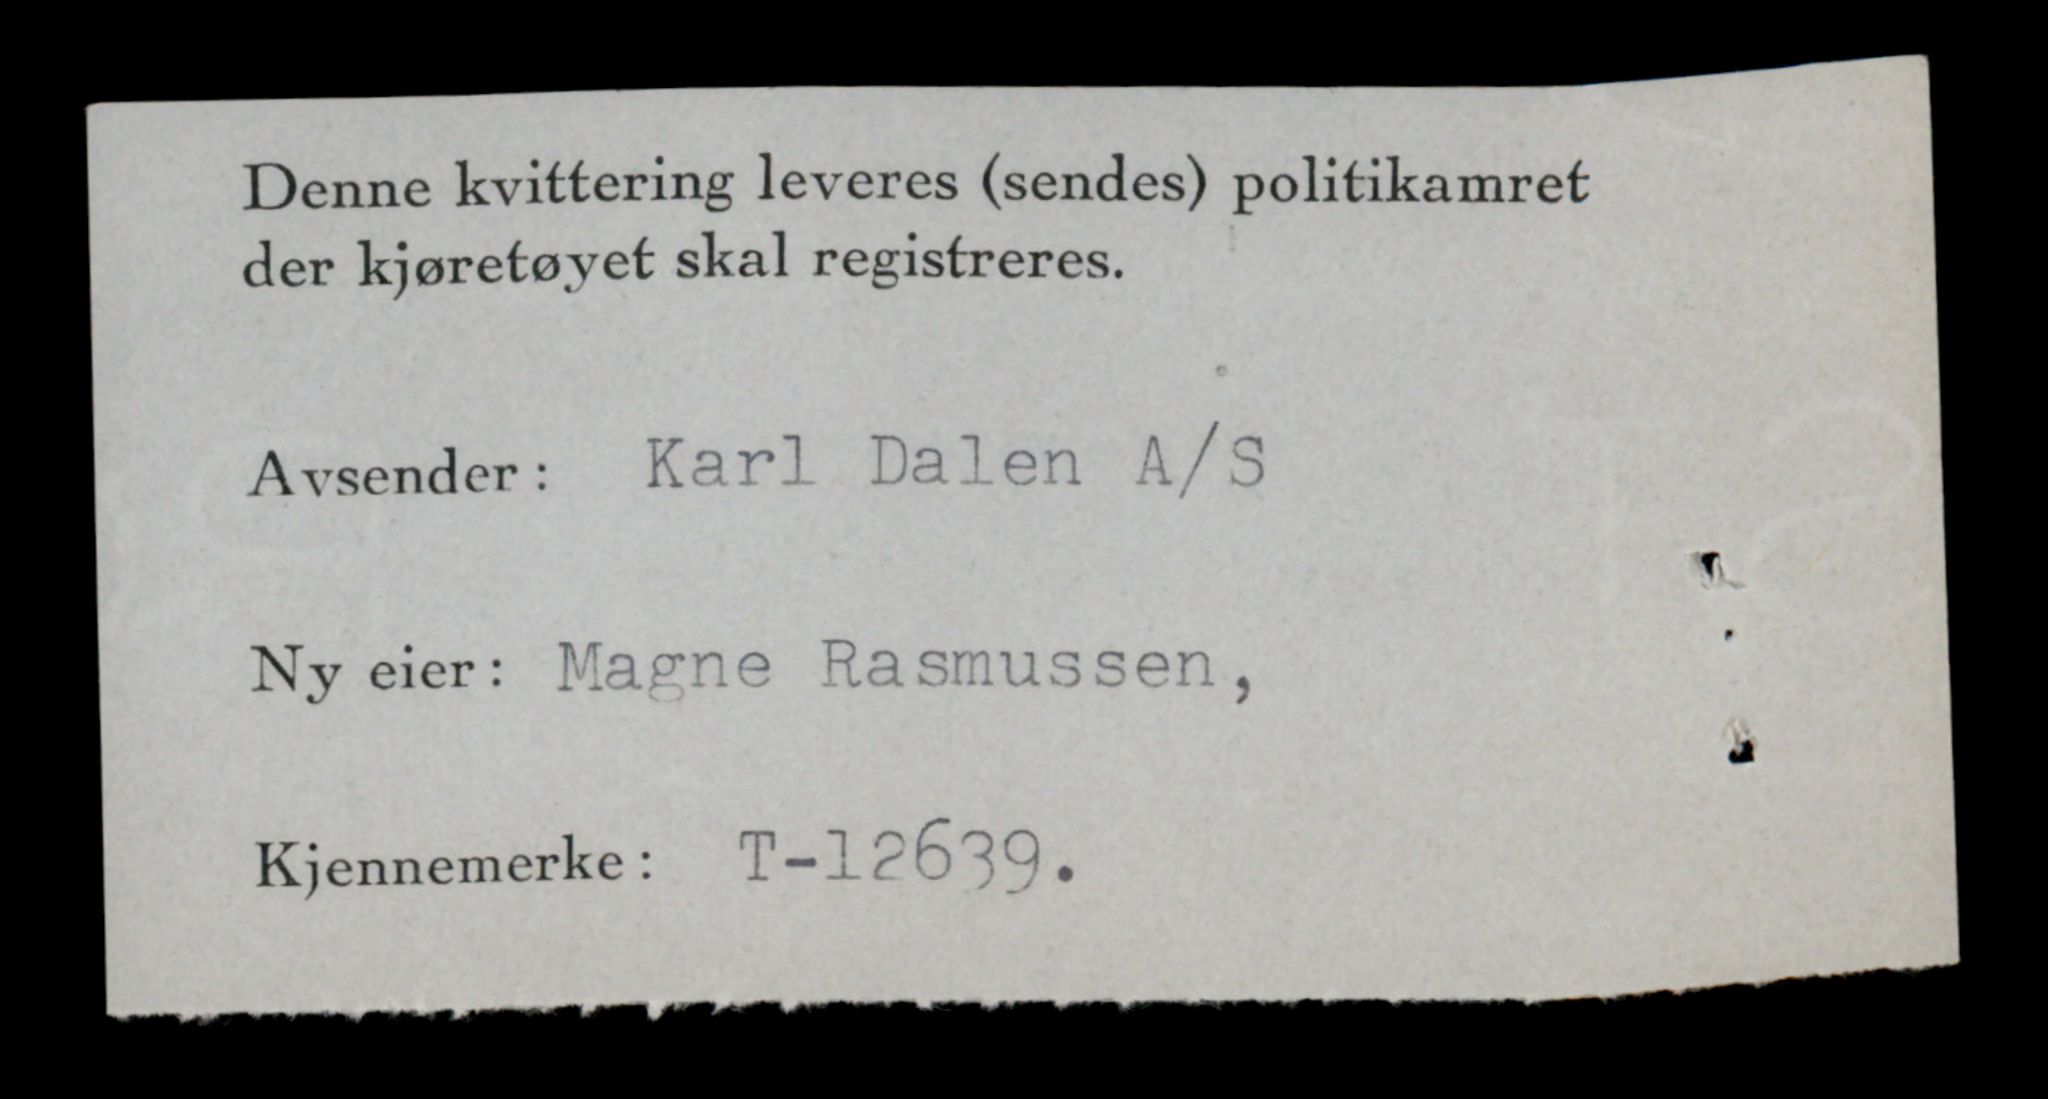 Denne kvittering leveres (sendes) politikamret
der kjøretøyet skal registreres.
Avsender: Karl Dalen A/S
Ny eier: Magne Rasmussen,
Kjennemerke: T-12639.